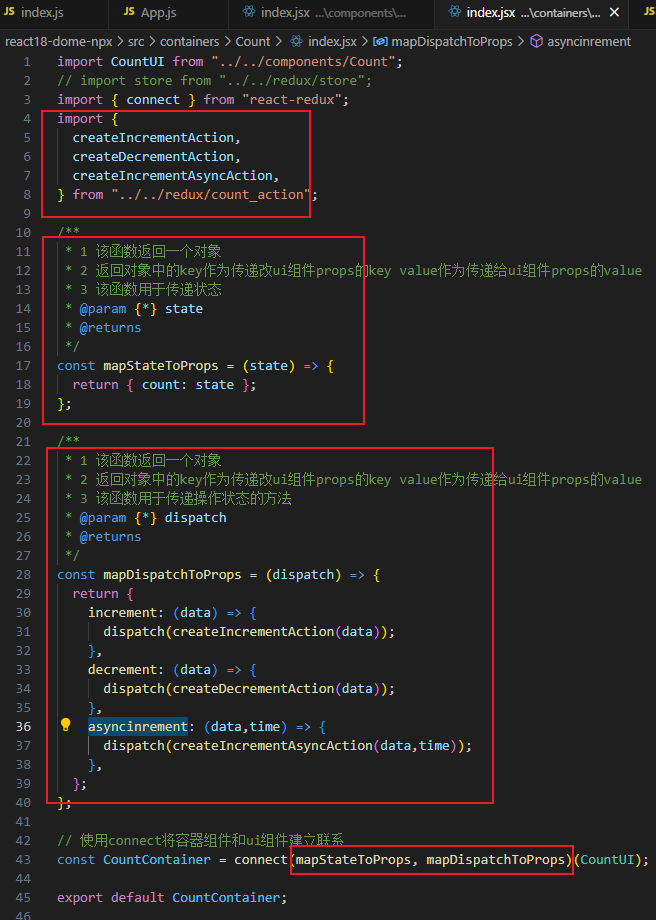 JS index.js JS App.js index.jsx ...\components\... index.jsx ...\containers\... JS
react18-dome-npx > src > containers > Count > index.jsx > mapDispatchToProps > asyncinrement
1 import CountUI from "../../components/Count";
2 // import store from "../../redux/store";
3 import { connect } from "react-redux";
4 import {
5 createIncrementAction,
6 createDecrementAction,
7 createIncrementAsyncAction,
8 } from "../../redux/count_action";
9
10 /**
11 * 1 该函数返回一个对象
12 * 2 返回对象中的key作为传递改ui组件props的key value作为传递给ui组件props的value
13 * 3 该函数用于传递状态
14 * @param {*} state
15 * @returns
16 */
17 const mapStateToProps = (state) => {
18 return { count: state };
19 };
20
21 /**
22 * 1 该函数返回一个对象
23 * 2 返回对象中的key作为传递改ui组件props的key value作为传递给ui组件props的value
24 * 3 该函数用于传递操作状态的方法
25 * @param {*} dispatch
26 * @returns
27 */
28 const mapDispatchToProps = (dispatch) => {
29 return {
30 increment: (data) => {
31 dispatch(createIncrementAction(data));
32 },
33 decrement: (data) => {
34 dispatch(createDecrementAction(data));
35 },
36 asyncinrement: (data,time) => {
37 dispatch(createIncrementAsyncAction(data,time));
38 },
39 };
40 };
41
42 // 使用connect将容器组件和ui组件建立联系
43 const CountContainer = connect(mapStateToProps, mapDispatchToProps)(CountUI);
44
45 export default CountContainer;
46